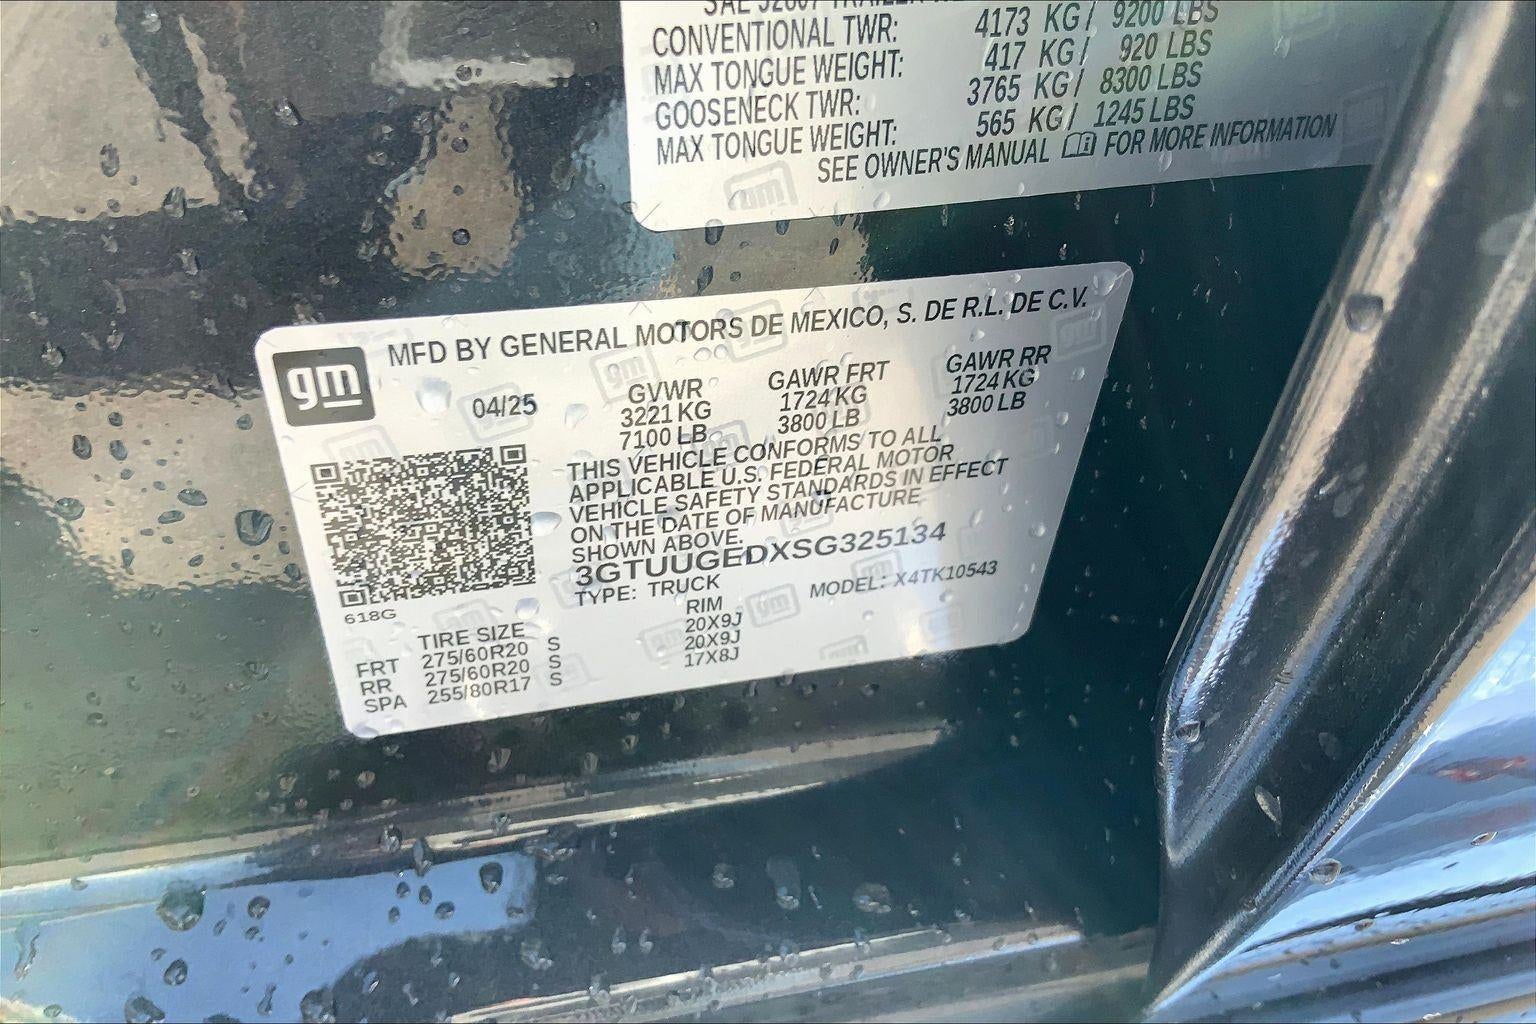 SAE J2807 TRAILER
CONVENTIONAL TWR: 4173 KG/ 9200 LBS
MAX TONGUE WEIGHT: 417 KG/ 920 LBS
GOOSENECK TWR: 3765 KG/ 8300 LBS
MAX TONGUE WEIGHT: 565 KG/ 1245 LBS
SEE OWNER'S MANUAL FOR MORE INFORMATION
gm
MFD BY GENERAL MOTORS DE MEXICO, S. DE R.L. DE C.V.
gm
04/25 GVWR GAWR FRT GAWR RR
3221 KG 1724 KG 1724 KG
7100 LB 3800 LB 3800 LB
THIS VEHICLE CONFORMS TO ALL
APPLICABLE U.S. FEDERAL MOTOR
VEHICLE SAFETY STANDARDS IN EFFECT
ON THE DATE OF MANUFACTURE
SHOWN ABOVE.
3GTUUGEDXSG325134
TYPE: TRUCK MODEL: X4TK10543
618G
TIRE SIZE RIM
FRT 275/60R20 S 20X9J
RR 275/60R20 S 20X9J
SPA 255/80R17 S 17X8J